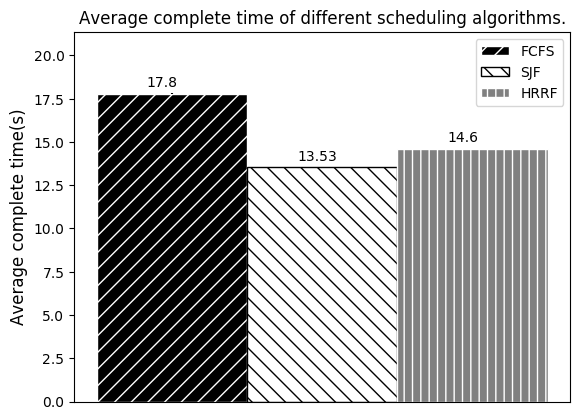 Average complete time of different scheduling algorithms.
FCFS
SJF
HRRF
17.8
13.53
14.6
Average complete time(s)
20.0
17.5
15.0
12.5
10.0
7.5
5.0
2.5
0.0